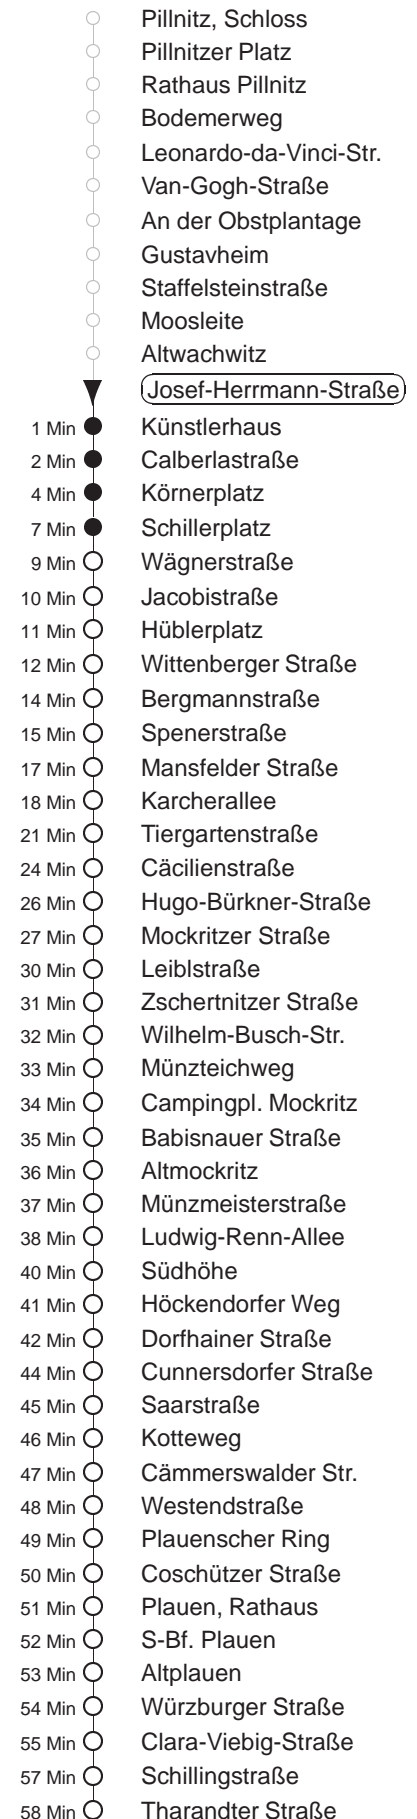 Pillnitz, Schloss
Pillnitzer Platz
Rathaus Pillnitz
Bodemerweg
Leonardo-da-Vinci-Str.
Van-Gogh-Straße
An der Obstplantage
Gustavheim
Staffelsteinstraße
Moosleite
Altwachwitz
Josef-Herrmann-Straße
1 Min Künstlerhaus
2 Min Calberlastraße
4 Min Körnerplatz
7 Min Schillerplatz
9 Min Wägnerstraße
10 Min Jacobistraße
11 Min Hüblerplatz
12 Min Wittenberger Straße
14 Min Bergmannstraße
15 Min Spenerstraße
17 Min Mansfelder Straße
18 Min Karcherallee
21 Min Tiergartenstraße
24 Min Cäcilienstraße
26 Min Hugo-Bürkner-Straße
27 Min Mockritzer Straße
30 Min Leiblstraße
31 Min Zschertnitzer Straße
32 Min Wilhelm-Busch-Str.
33 Min Münzteichweg
34 Min Campingpl. Mockritz
35 Min Babisnauer Straße
36 Min Altmockritz
37 Min Münzmeisterstraße
38 Min Ludwig-Renn-Allee
40 Min Südhöhe
41 Min Höckendorfer Weg
42 Min Dorfhainer Straße
44 Min Cunnersdorfer Straße
45 Min Saarstraße
46 Min Kotteweg
47 Min Cämmerswalder Str.
48 Min Westendstraße
49 Min Plauenscher Ring
50 Min Coschützer Straße
51 Min Plauen, Rathaus
52 Min S-Bf. Plauen
53 Min Altplauen
54 Min Würzburger Straße
55 Min Clara-Viebig-Straße
57 Min Schillingstraße
58 Min Tharandter Straße